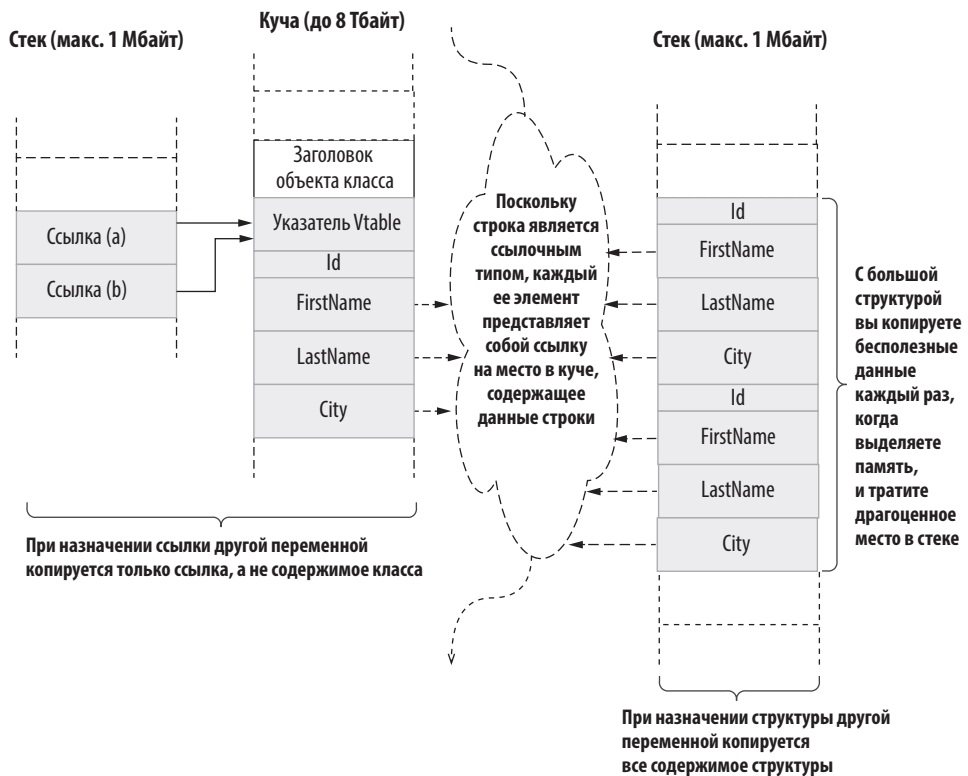 Стек (макс. 1 Мбайт)
Куча (до 8 Тбайт)
Стек (макс. 1 Мбайт)
Ссылка (a)
Ссылка (b)
Заголовок
объекта класса
Указатель Vtable
Id
FirstName
LastName
City
Поскольку
строка является
ссылочным
типом, каждый
ее элемент
представляет
собой ссылку
на место в куче,
содержащее
данные строки
Id
FirstName
LastName
City
Id
FirstName
LastName
City
С большой
структурой
вы копируете
бесполезные
данные
каждый раз,
когда
выделяете
память,
и тратите
драгоценное
место в стеке
При назначении ссылки другой переменной
копируется только ссылка, а не содержимое класса
При назначении структуры другой
переменной копируется
все содержимое структуры